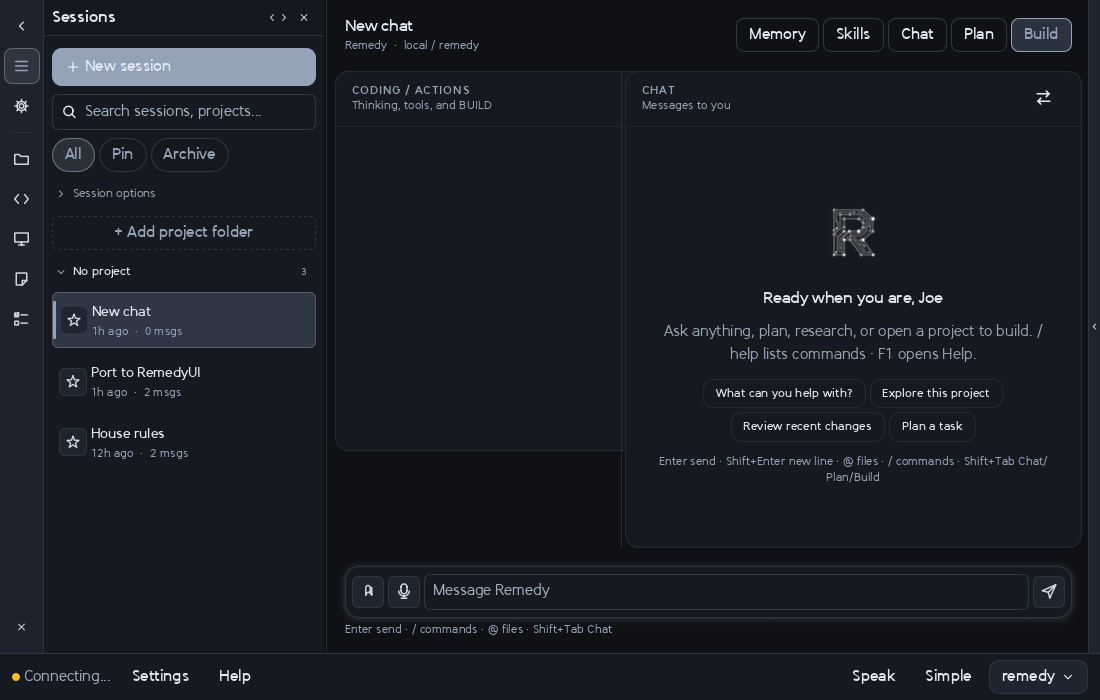 Sessions
New session
Search sessions, projects...
All
Pin
Archive
Session options
+ Add project folder
No project
3
New chat
1h ago · 0 msgs
Port to RemedyUI
1h ago · 2 msgs
House rules
12h ago · 2 msgs
New chat
Remedy · local / remedy
Memory
Skills
Chat
Plan
Build
CODING / ACTIONS
Thinking, tools, and BUILD
CHAT
Messages to you
R
Ready when you are, Joe
Ask anything, plan, research, or open a project to build. /
help lists commands · F1 opens Help.
What can you help with?
Explore this project
Review recent changes
Plan a task
Enter send · Shift+Enter new line · @ files · / commands · Shift+Tab Chat/
Plan/Build
Message Remedy
Enter send · / commands · @ files · Shift+Tab Chat
Connecting...
Settings
Help
Speak
Simple
remedy